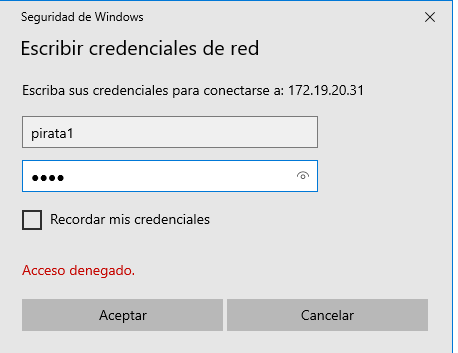 Seguridad de Windows
Escribir credenciales de red
Escriba sus credenciales para conectarse a: 172.19.20.31
pirata1
●●●●
Recordar mis credenciales
Acceso denegado.
Aceptar
Cancelar